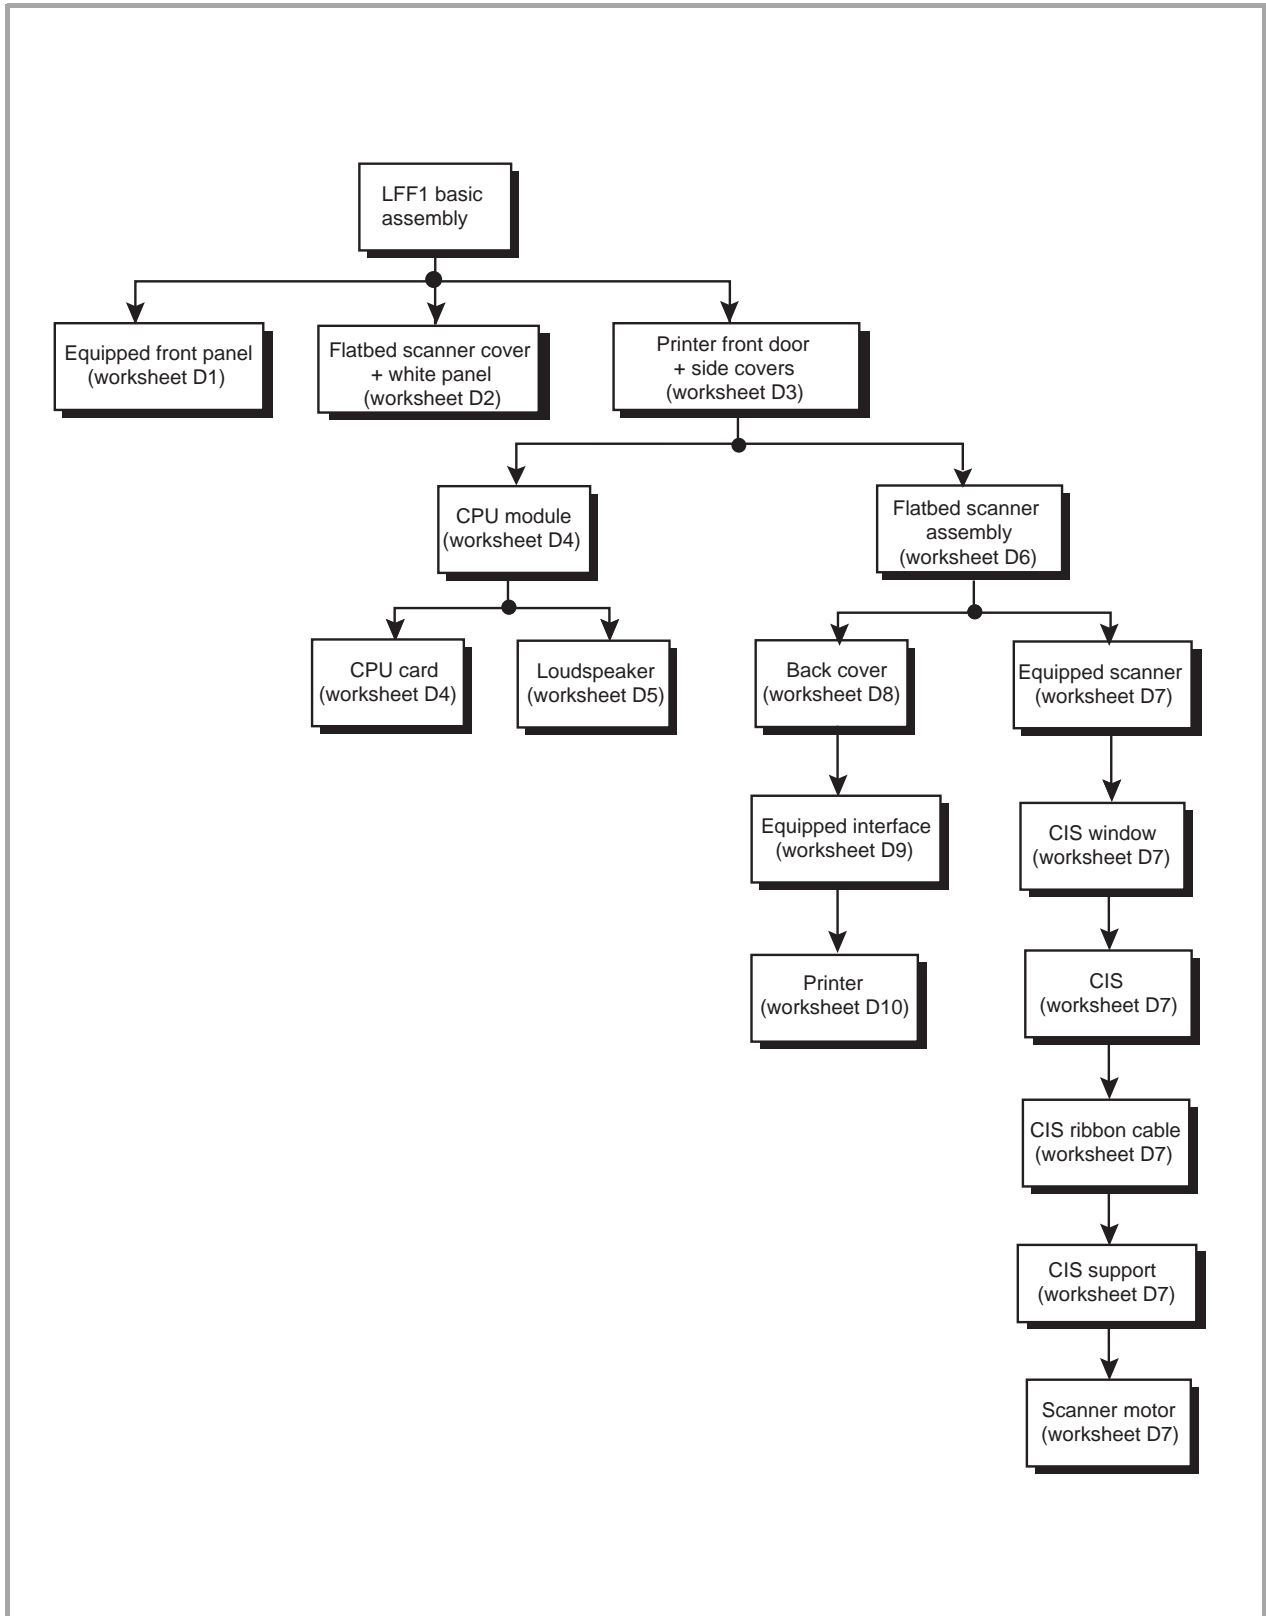 LFF1 basic
assembly
Equipped front panel
(worksheet D1)
Flatbed scanner cover
+ white panel
(worksheet D2)
Printer front door
+ side covers
(worksheet D3)
CPU module
(worksheet D4)
Flatbed scanner
assembly
(worksheet D6)
CPU card
(worksheet D4)
Loudspeaker
(worksheet D5)
Back cover
(worksheet D8)
Equipped scanner
(worksheet D7)
Equipped interface
(worksheet D9)
CIS window
(worksheet D7)
Printer
(worksheet D10)
CIS
(worksheet D7)
CIS ribbon cable
(worksheet D7)
CIS support
(worksheet D7)
Scanner motor
(worksheet D7)